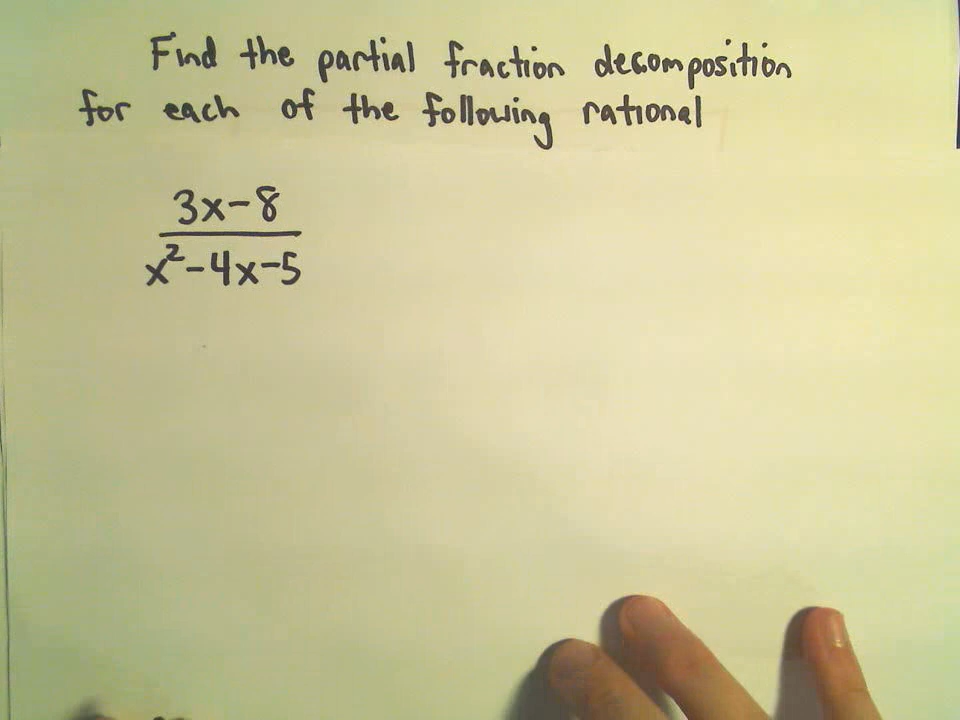 Find the partial fraction decomposition
for each of the following rational
3x-8
x²-4x-5